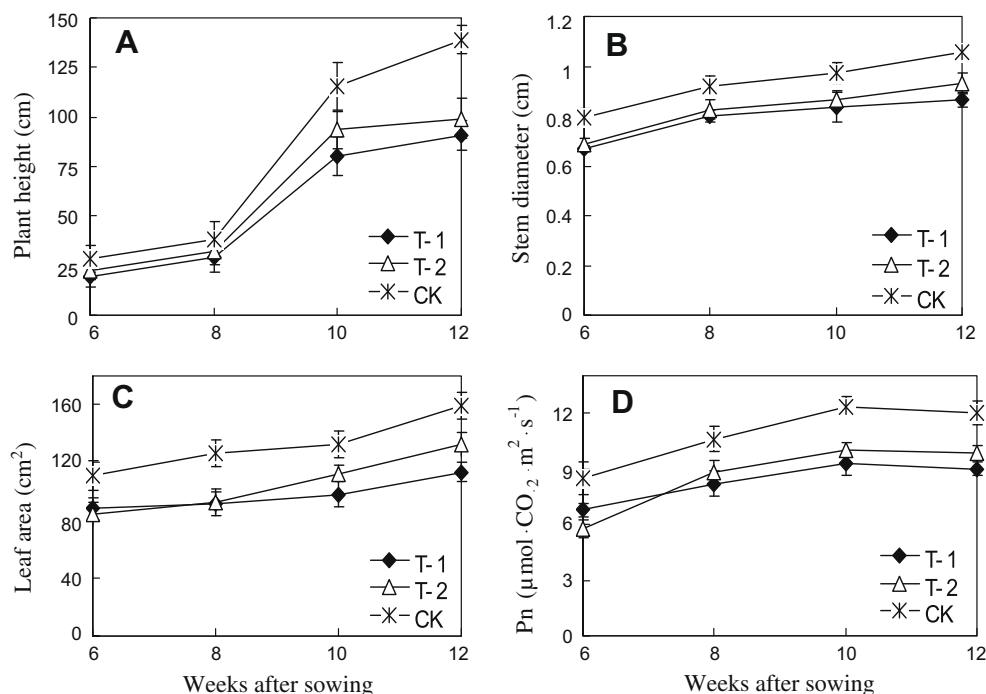 A
Plant height (cm)
150
125
100
75
50
25
0
6 8 10 12
T-1
T-2
CK
B
Stem diameter (cm)
1.2
1
0.8
0.6
0.4
0.2
0
6 8 10 12
T-1
T-2
CK
C
Leaf area (cm²)
160
120
80
40
0
6 8 10 12
Weeks after sowing
T-1
T-2
CK
D
Pn (μmol·CO₂·m²·s⁻¹)
12
9
6
3
0
6 8 10 12
Weeks after sowing
T-1
T-2
CK